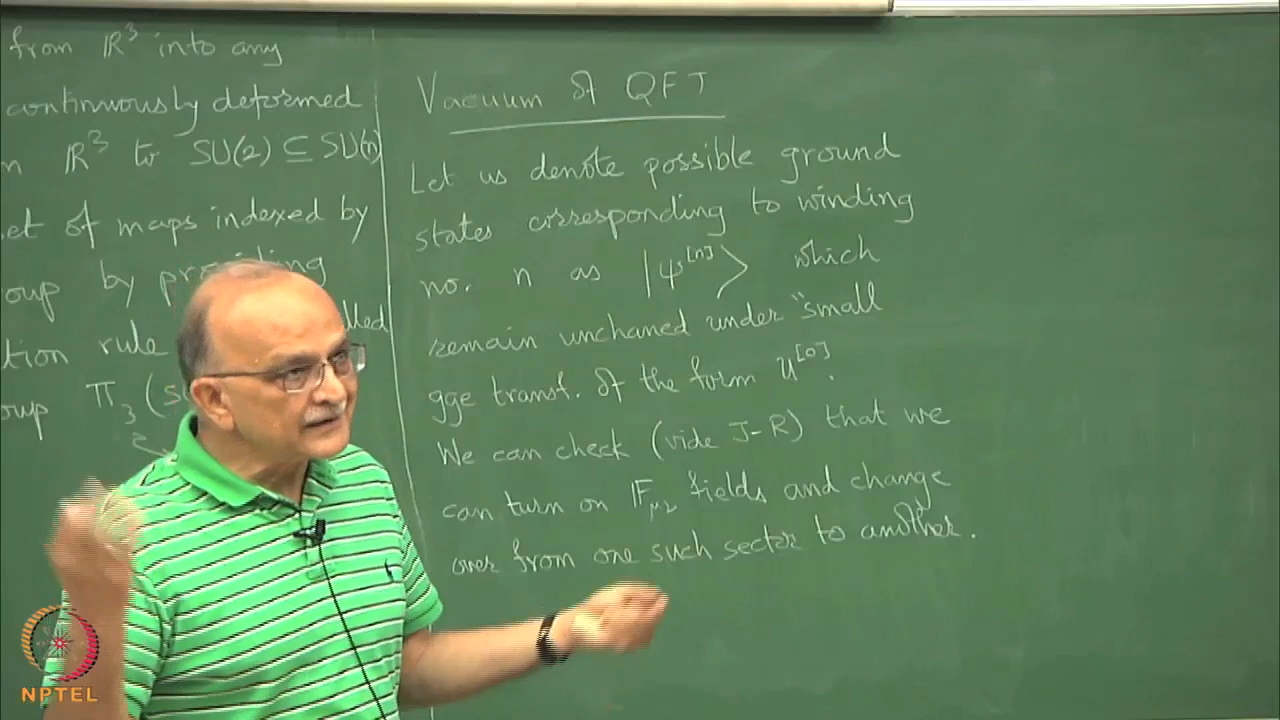 from ℝ³ into any
continuously deformed
ℝ³ to SU(2) ⊆ SU(n)
et of maps indexed by
oup by providing
lled
tion rule
oup π₃(S
Vacuum of QFT
Let us denote possible ground
states corresponding to winding
no. n as |ψ^[n]⟩ which
remain unchaned under "small
gge transf. of the form U^[0].
We can check (vide J-R) that we
can turn on 𝔽μν fields and change
over from one such sector to another.
NPTEL